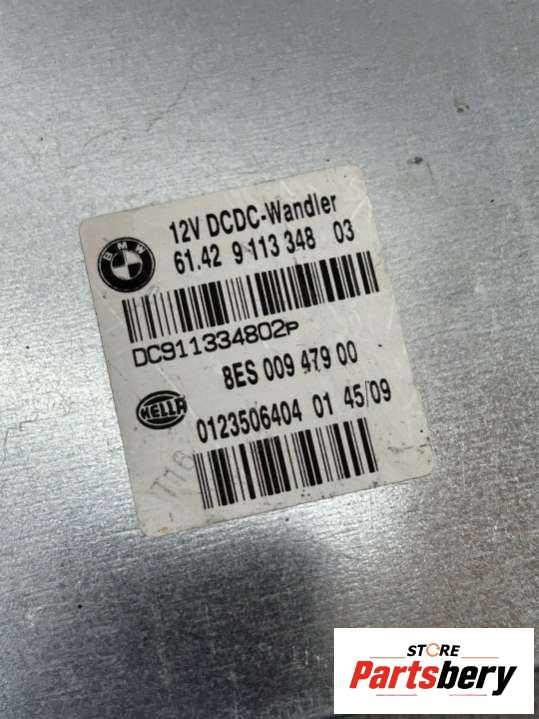 12V DCDC-Wandler
BMW
61.42 9 113 348 03
DC911334802P
8ES 009 479 00
HELLA
0123506404 01 45/09
T16
STORE
Partsbery